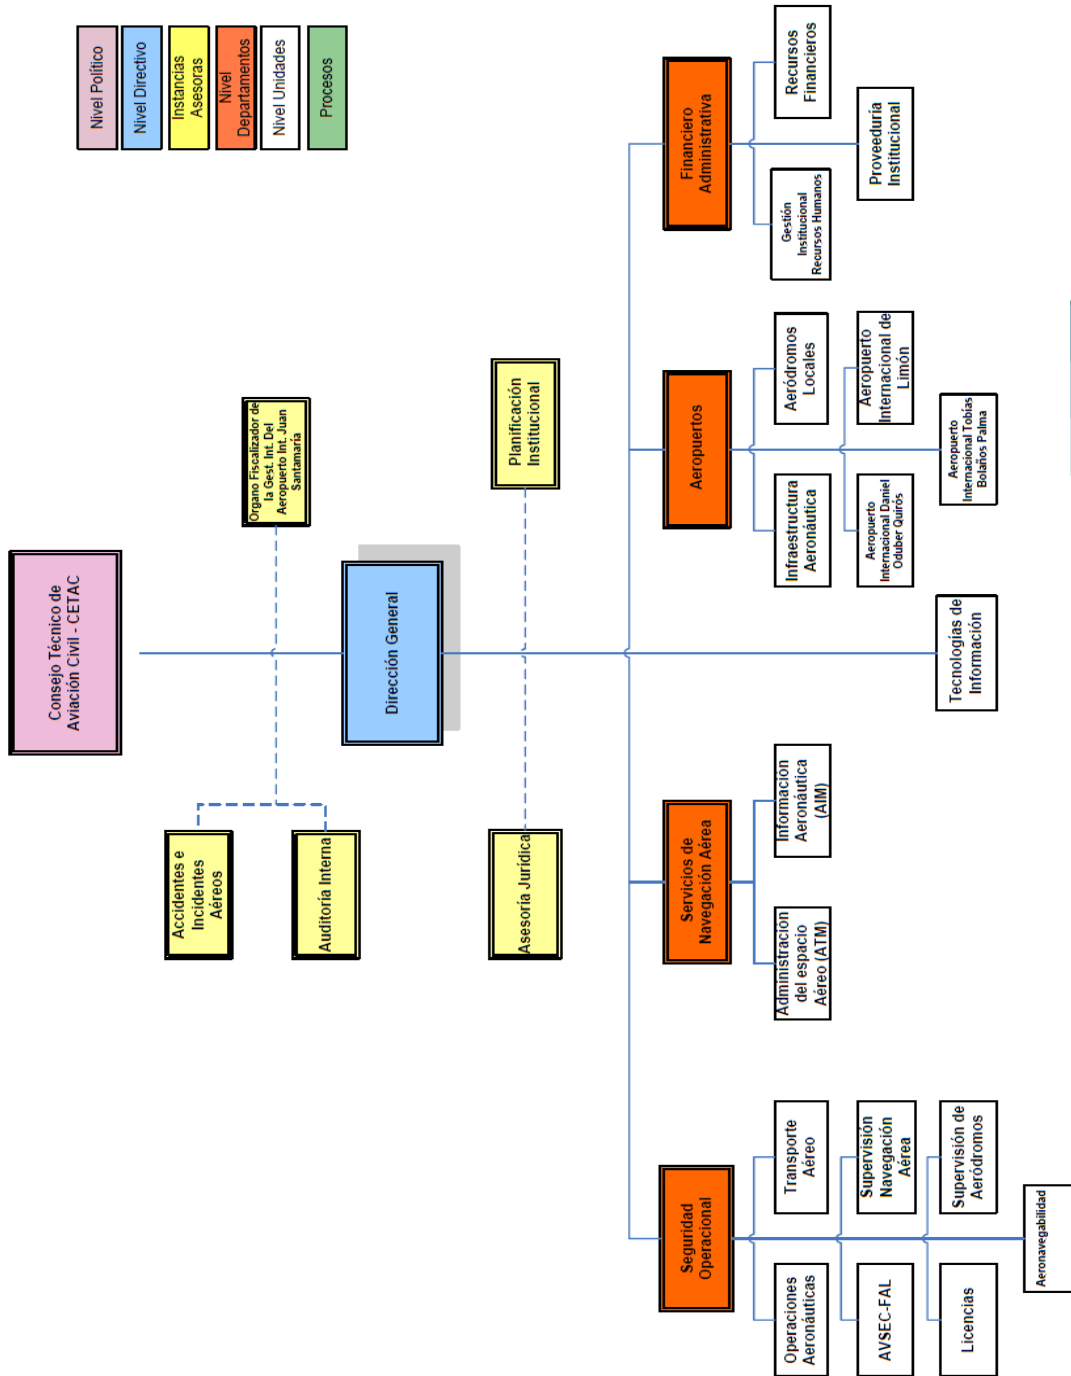 Consejo Técnico de
Aviación Civil - CETAC
Nivel Político
Nivel Directivo
Instancias
Asesoras
Nivel
Departamentos
Nivel Unidades
Procesos
Accidentes e
Incidentes
Aéreos
Auditoría Interna
Organo Fiscalizador de
la Gest. Int. Del
Aeropuerto Int. Juan
Santamaría
Dirección General
Asesoría Jurídica
Planificación
Institucional
Seguridad
Operacional
Servicios de
Navegación Aérea
Aeropuertos
Financiero
Administrativa
Operaciones
Aeronáuticas
Transporte
Aéreo
AVSEC-FAL
Supervisión
Navegación
Aérea
Licencias
Supervisión de
Aeródromos
Aeronavegabilidad
Administración
del espacio
Aéreo (ATM)
Información
Aeronáutica
(AIM)
Tecnologías de
Información
Infraestructura
Aeronáutica
Aeródromos
Locales
Aeropuerto
Internacional Daniel
Oduber Quirós
Aeropuerto
Internacional de
Limón
Aeropuerto
Internacional Tobías
Bolaños Palma
Gestión
Institucional
Recursos Humanos
Recursos
Financieros
Proveeduria
Institucional